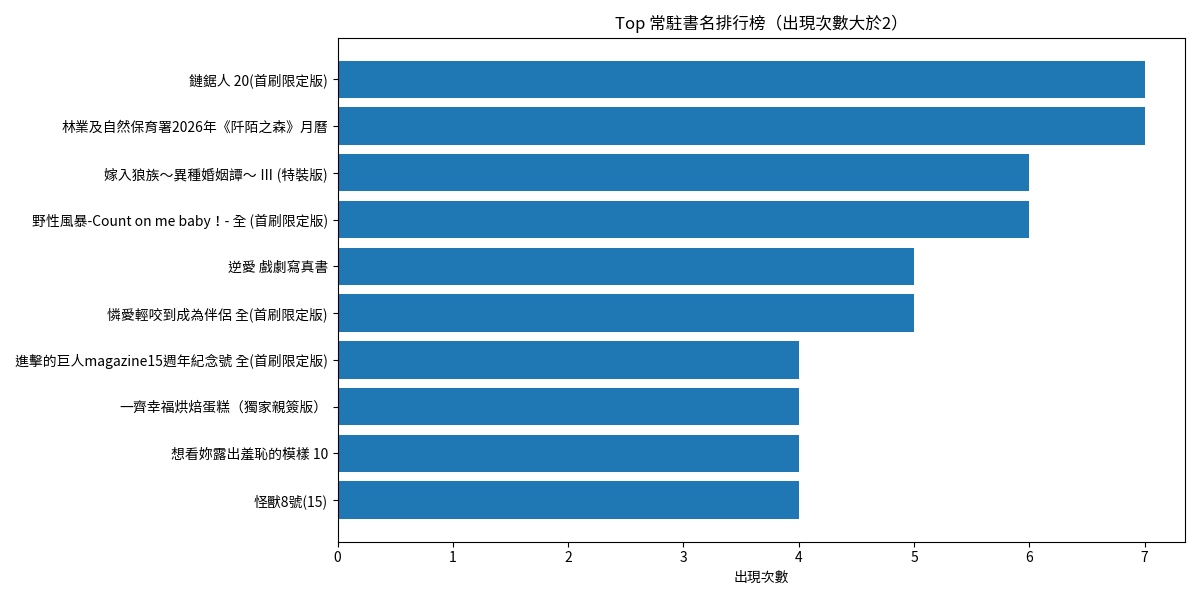 Top 常駐書名排行榜（出現次數大於2）
鏈鋸人 20(首刷限定版)
林業及自然保育署2026年《阡陌之森》月曆
嫁入狼族～異種婚姻譚～ III (特裝版)
野性風暴-Count on me baby！- 全 (首刷限定版)
逆愛 戲劇寫真書
憐愛輕咬到成為伴侶 全(首刷限定版)
進擊的巨人magazine15週年紀念號 全(首刷限定版)
一齊幸福烘焙蛋糕（獨家親簽版）
想看妳露出羞恥的模樣 10
怪獸8號(15)
0 1 2 3 4 5 6 7
出現次數